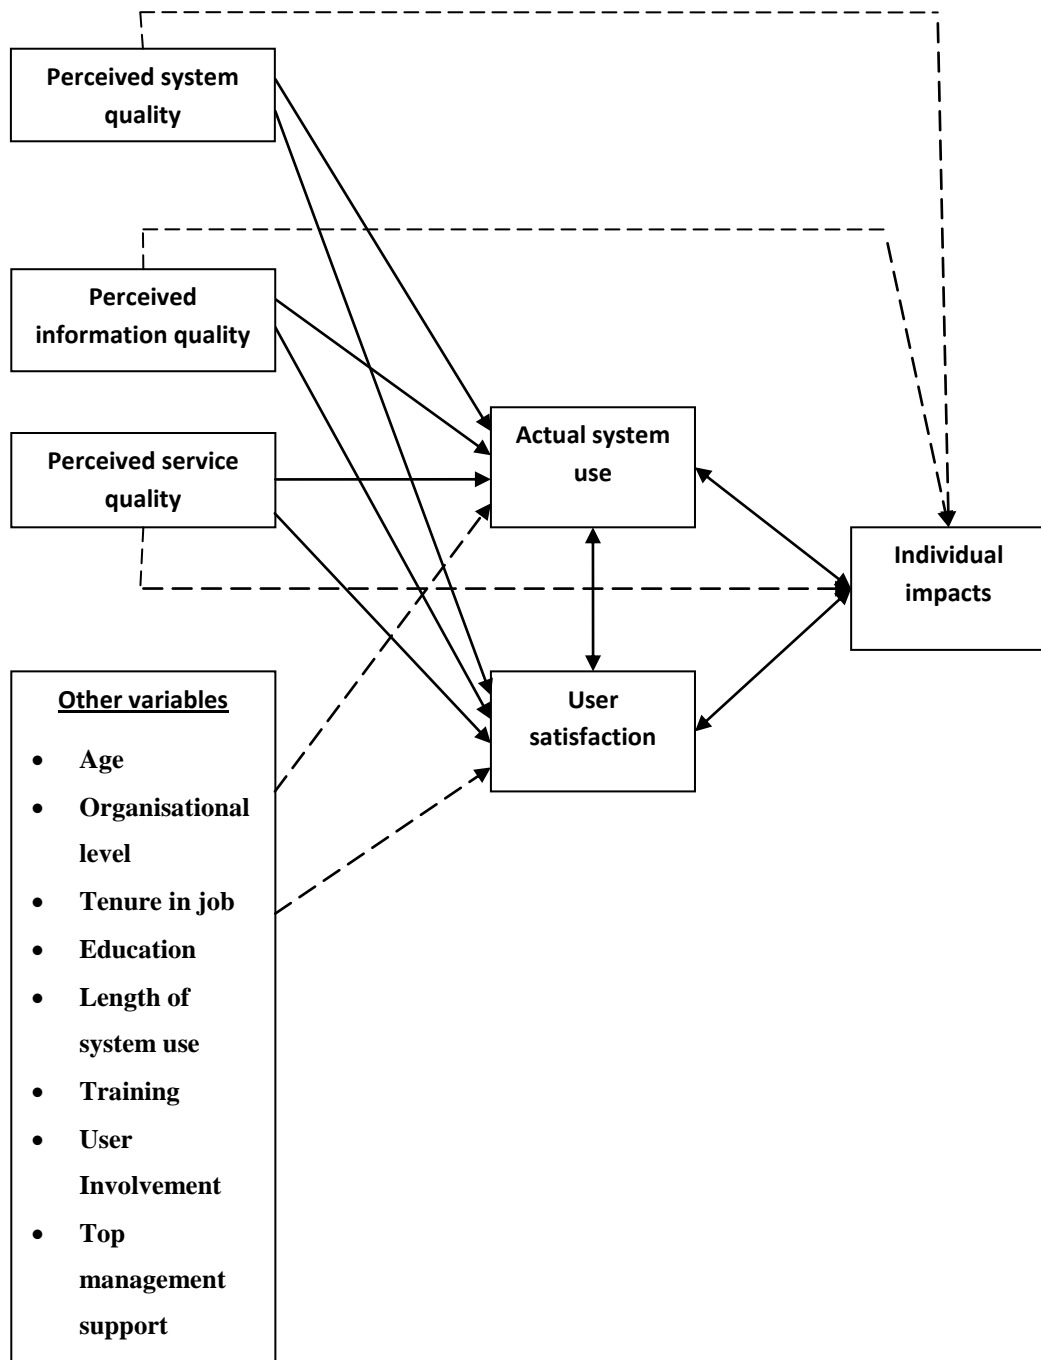 Perceived system
quality
Perceived
information quality
Perceived service
quality
Actual system
use
Individual
impacts
User
satisfaction
Other variables
• Age
• Organisational
level
• Tenure in job
• Education
• Length of
system use
• Training
• User
Involvement
• Top
management
support